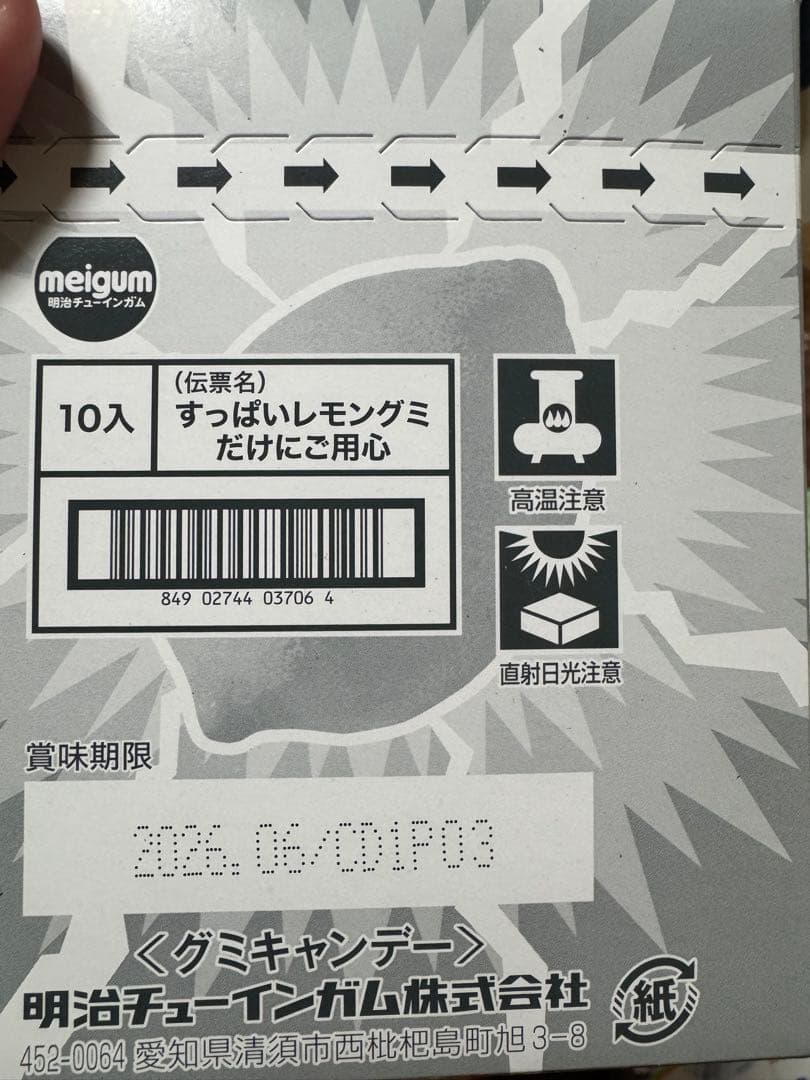 meigum
明治チューインガム
10入
(伝票名)
すっぱいレモングミ
だけにご用心
849 02744 03706 4
高温注意
直射日光注意
賞味期限
2026.06/CD1P03
<グミキャンデー>
明治チューインガム株式会社
紙
452-0064 愛知県清須市西枇杷島町旭3-8